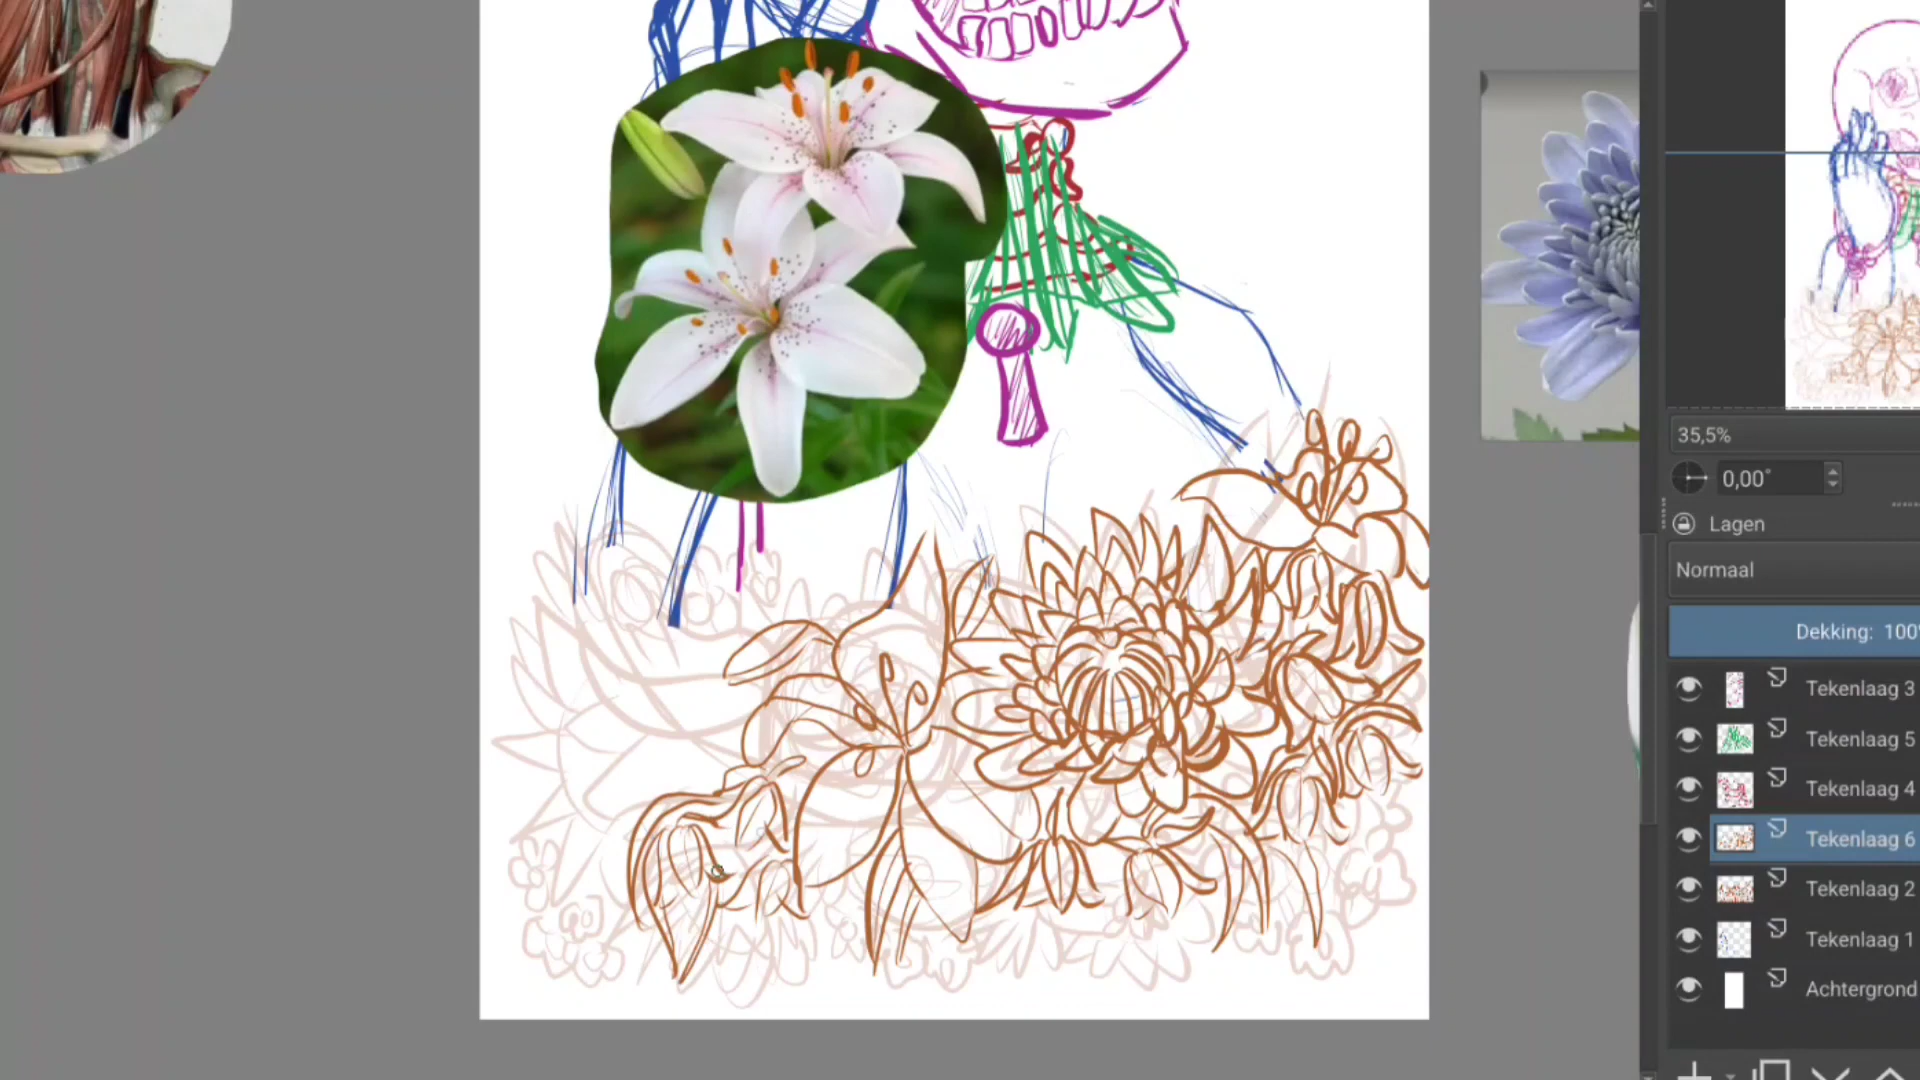 35,5%
0,00°
Lagen
Normaal
Dekking: 100%
Tekenlaag 3
Tekenlaag 5
Tekenlaag 4
Tekenlaag 6
Tekenlaag 2
Tekenlaag 1
Achtergrond